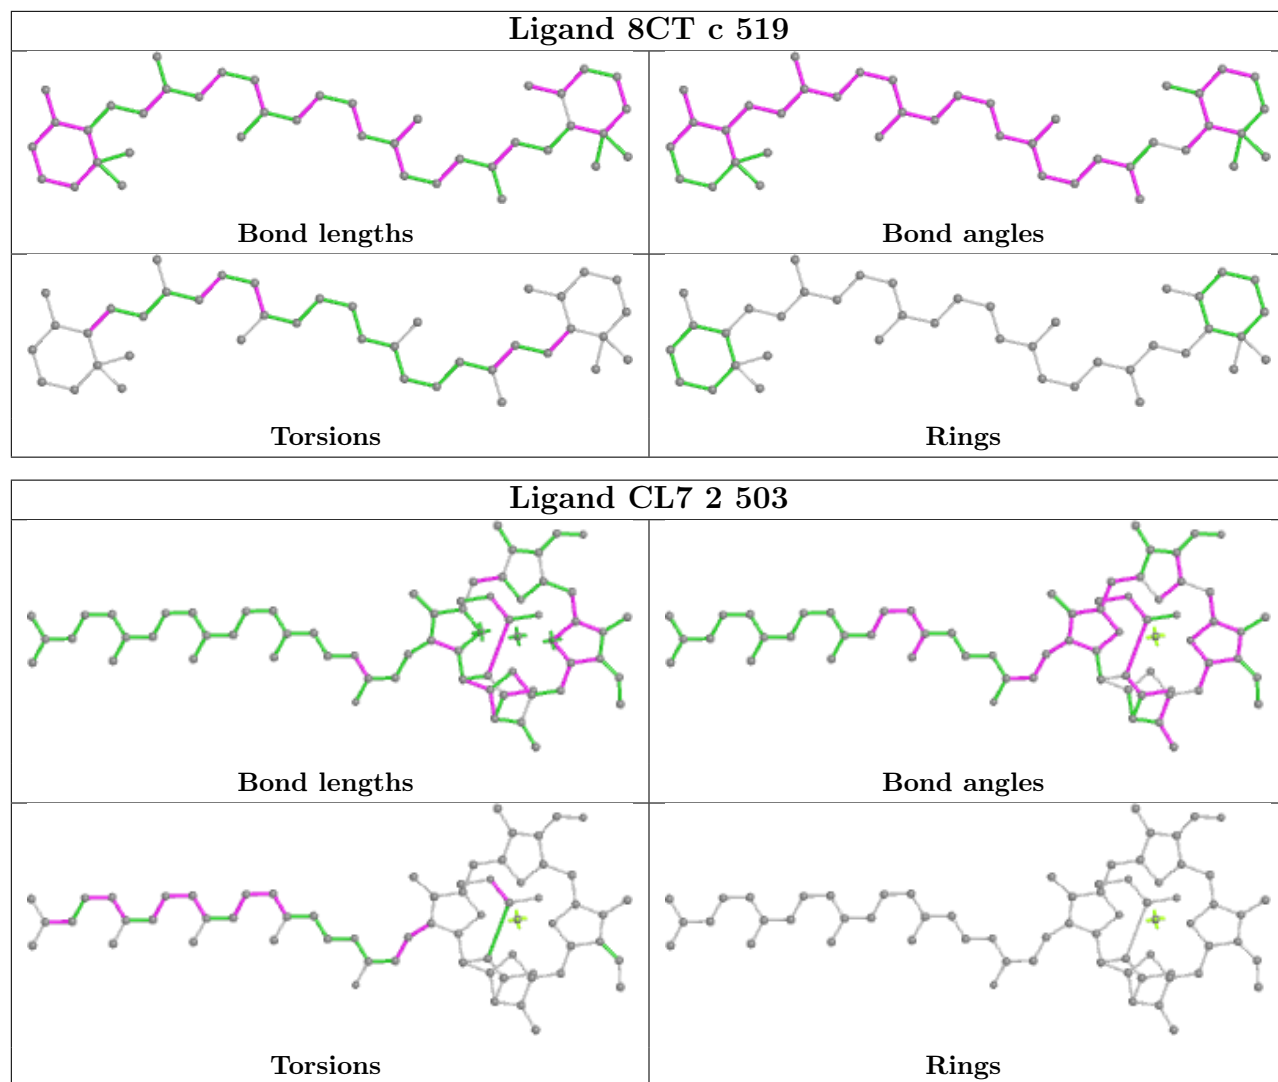 Ligand 8CT c 519
Bond lengths
Bond angles
Torsions
Rings
Ligand CL7 2 503
Bond lengths
Bond angles
Torsions
Rings